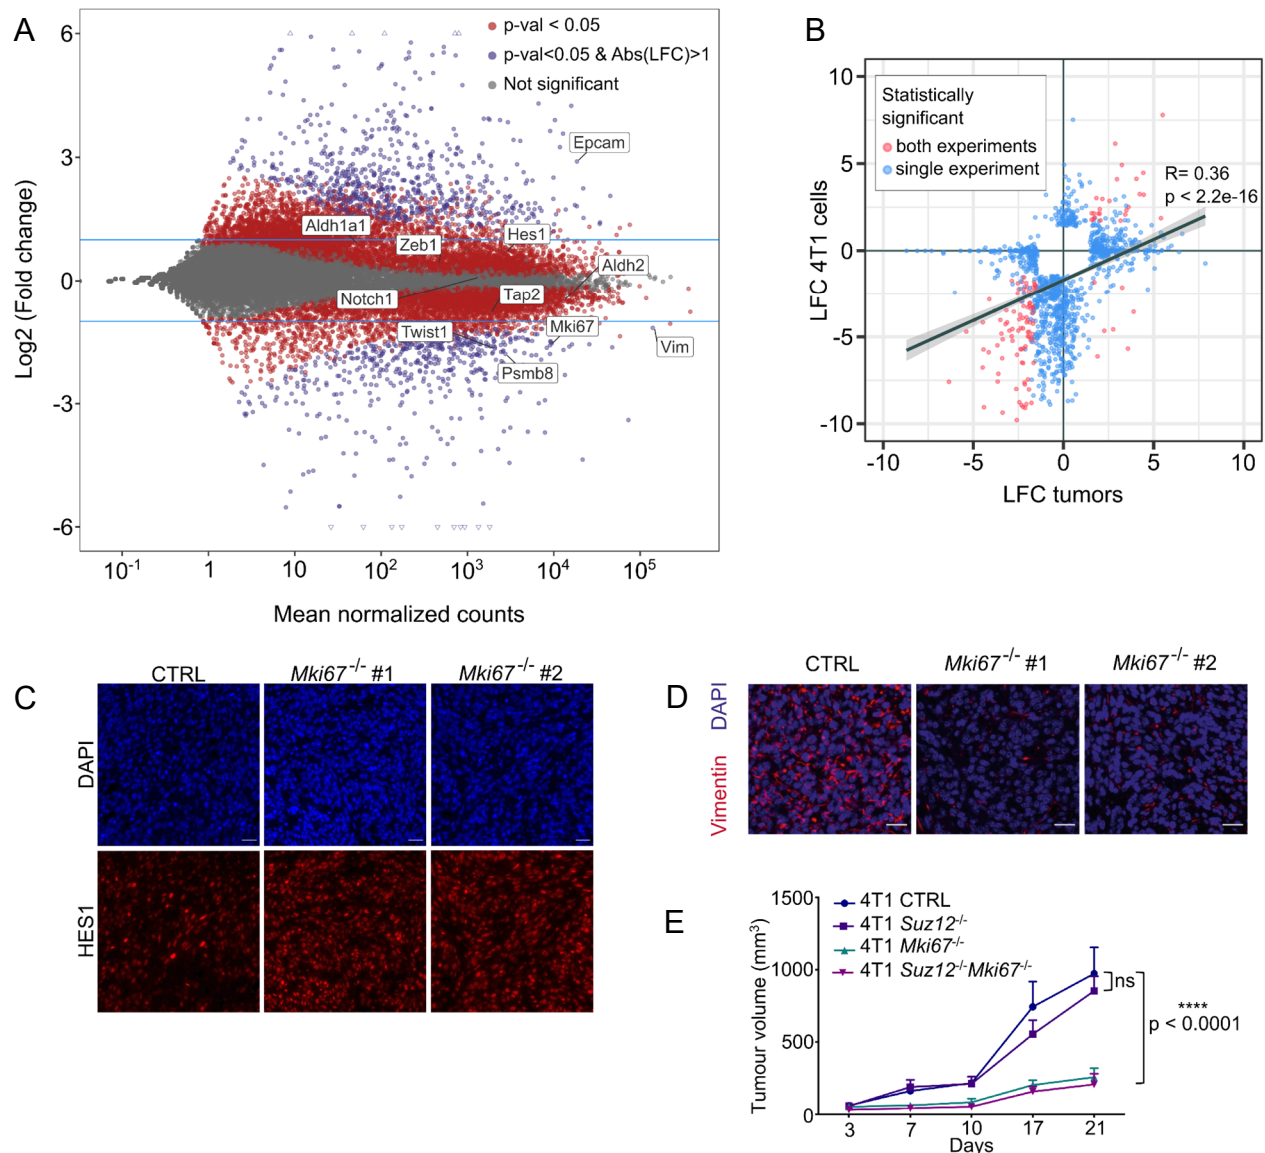 A
6
3
0
-3
-6
Log2 (Fold change)
p-val < 0.05
p-val<0.05 & Abs(LFC)>1
Not significant
Epcam
Aldh1a1
Zeb1
Hes1
Aldh2
Notch1
Tap2
Twist1
Mki67
Vim
Psmb8
10⁻¹
1
10
10²
10³
10⁴
10⁵
Mean normalized counts
B
10
5
0
-5
-10
LFC 4T1 cells
Statistically
significant
both experiments
single experiment
R= 0.36
p < 2.2e-16
-10
-5
0
5
10
LFC tumors
C
CTRL
Mki67⁻/⁻ #1
Mki67⁻/⁻ #2
DAPI
HES1
D
CTRL
Mki67⁻/⁻ #1
Mki67⁻/⁻ #2
Vimentin DAPI
E
1500
1000
500
0
Tumour volume (mm³)
4T1 CTRL
4T1 Suz12⁻/⁻
4T1 Mki67⁻/⁻
4T1 Suz12⁻/⁻Mki67⁻/⁻
ns
****
p < 0.0001
3
7
10
17
21
Days